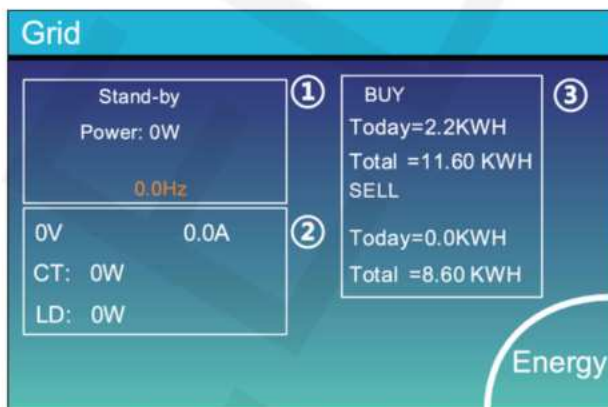 Grid
Stand-by
Power: 0W
0.0Hz
①
0V 0.0A
CT: 0W
LD: 0W
②
BUY
Today=2.2KWH
Total =11.60 KWH
SELL
Today=0.0KWH
Total =8.60 KWH
③
Energy